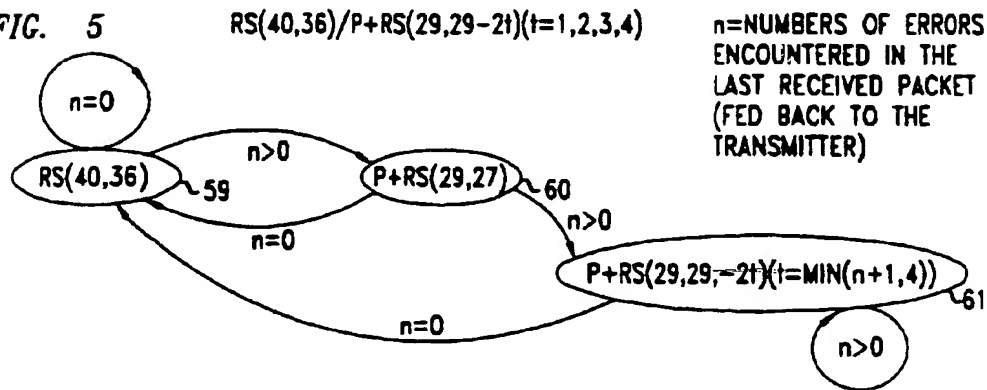 FIG. 5
RS(40,36)/P+RS(29,29-2t)(t=1,2,3,4)
n=NUMBERS OF ERRORS
ENCOUNTERED IN THE
LAST RECEIVED PACKET
(FED BACK TO THE
TRANSMITTER)
n=0
n>0
RS(40,36)
59
P+RS(29,27)
60
n=0
n>0
P+RS(29,29,-2t)(t=MIN(n+1,4))
61
n=0
n>0